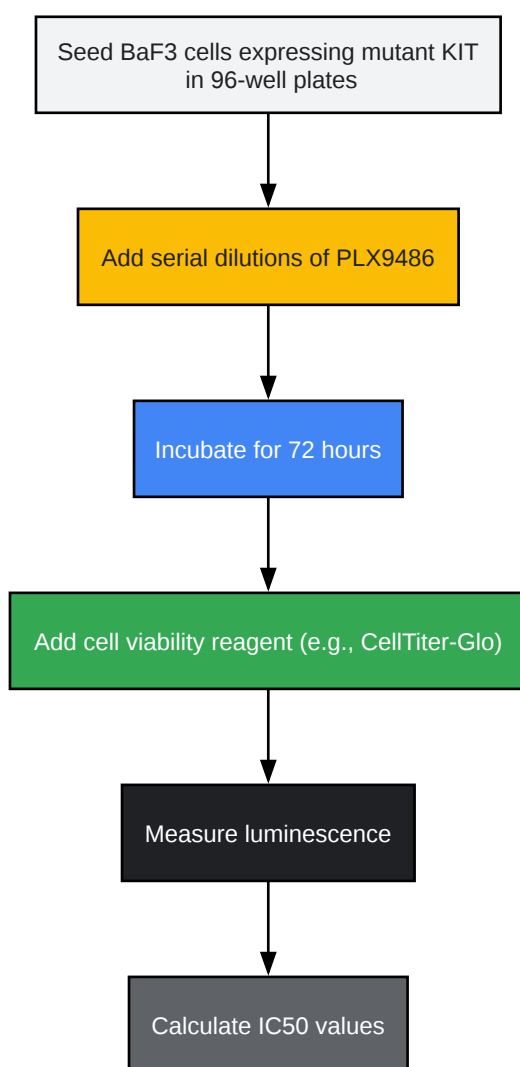 Seed BaF3 cells expressing mutant KIT
in 96-well plates
Add serial dilutions of PLX9486
Incubate for 72 hours
Add cell viability reagent (e.g., CellTiter-Glo)
Measure luminescence
Calculate IC50 values